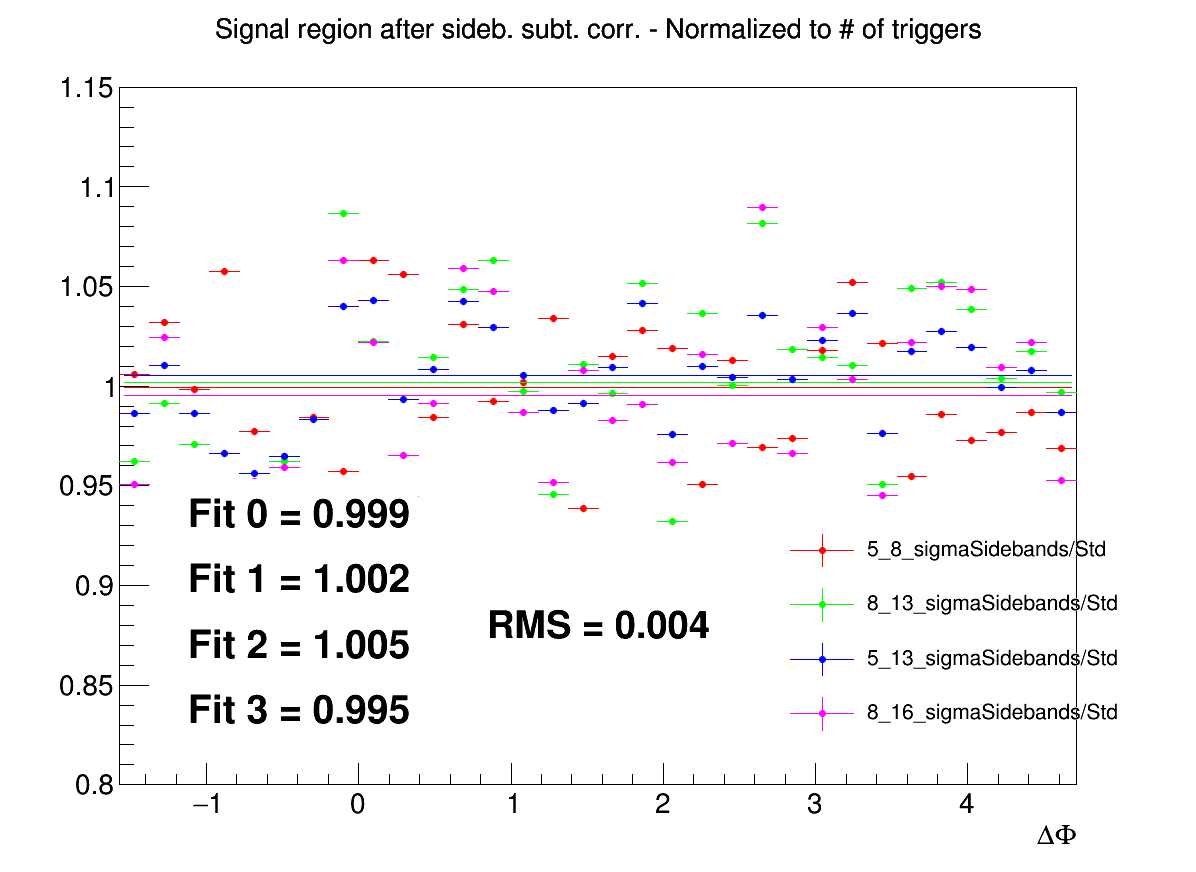 Signal region after sideb. subt. corr. - Normalized to # of triggers
1.15
1.1
1.05
1
0.95
0.9
0.85
0.8
Fit 0 = 0.999
Fit 1 = 1.002
Fit 2 = 1.005
Fit 3 = 0.995
RMS = 0.004
5_8_sigmaSidebands/Std
8_13_sigmaSidebands/Std
5_13_sigmaSidebands/Std
8_16_sigmaSidebands/Std
−1 0 1 2 3 4
ΔΦ